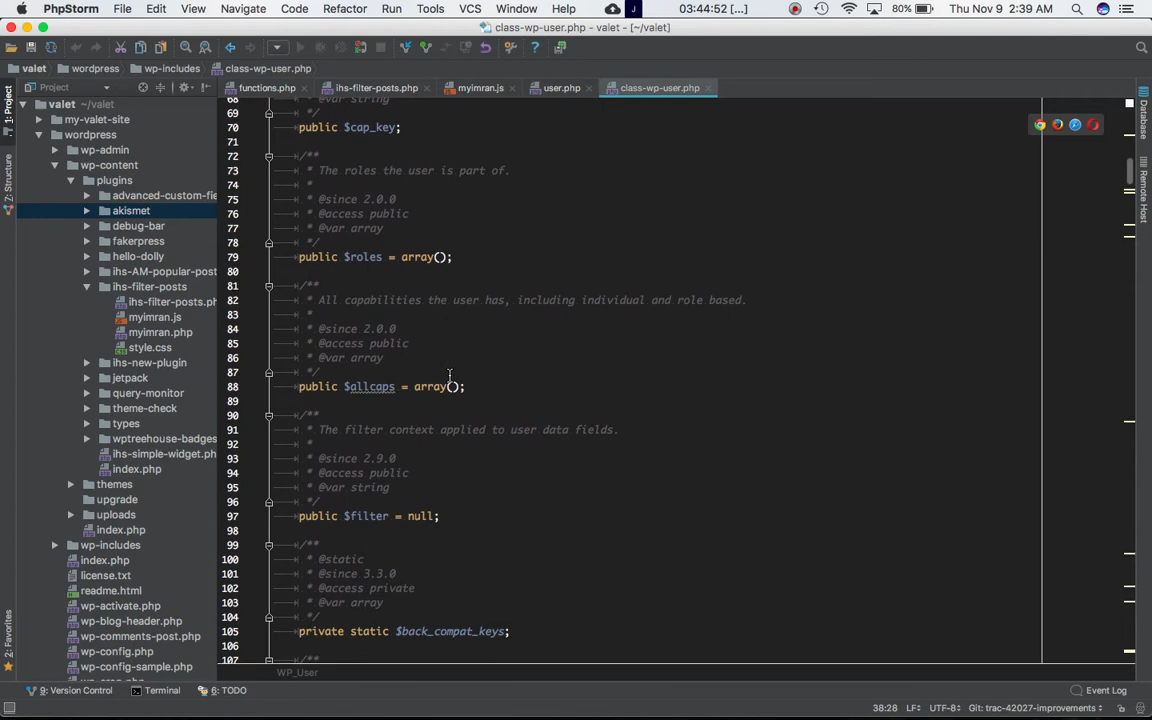 PhpStorm File Edit View Navigate Code Refactor Run Tools VCS Window Help J 03:44:52 [...] 80% Thu Nov 9 2:39 AM
class-wp-user.php - valet - [~/valet]
valet wordpress wp-includes class-wp-user.php
Project
functions.php ihs-filter-posts.php myimran.js user.php class-wp-user.php
1: Project
7: Structure
2: Favorites
valet ~/valet
my-valet-site
wordpress
wp-admin
wp-content
plugins
advanced-custom-fie
akismet
debug-bar
fakerpress
hello-dolly
ihs-AM-popular-post
ihs-filter-posts
ihs-filter-posts.ph
myimran.js
myimran.php
style.css
ihs-new-plugin
jetpack
query-monitor
theme-check
types
wptreehouse-badges
ihs-simple-widget.ph
index.php
themes
upgrade
uploads
index.php
wp-includes
index.php
license.txt
readme.html
wp-activate.php
wp-blog-header.php
wp-comments-post.php
wp-config.php
wp-config-sample.php
68 * @var string
69 */
70 public $cap_key;
71
72 /**
73 * The roles the user is part of.
74 *
75 * @since 2.0.0
76 * @access public
77 * @var array
78 */
79 public $roles = array();
80
81 /**
82 * All capabilities the user has, including individual and role based.
83 *
84 * @since 2.0.0
85 * @access public
86 * @var array
87 */
88 public $allcaps = array();
89
90 /**
91 * The filter context applied to user data fields.
92 *
93 * @since 2.9.0
94 * @access public
95 * @var string
96 */
97 public $filter = null;
98
99 /**
100 * @static
101 * @since 3.3.0
102 * @access private
103 * @var array
104 */
105 private static $back_compat_keys;
106
107 /**
WP_User
Database
Remote Host
9: Version Control Terminal 6: TODO Event Log
38:28 LF UTF-8 Git: trac-42027-improvements